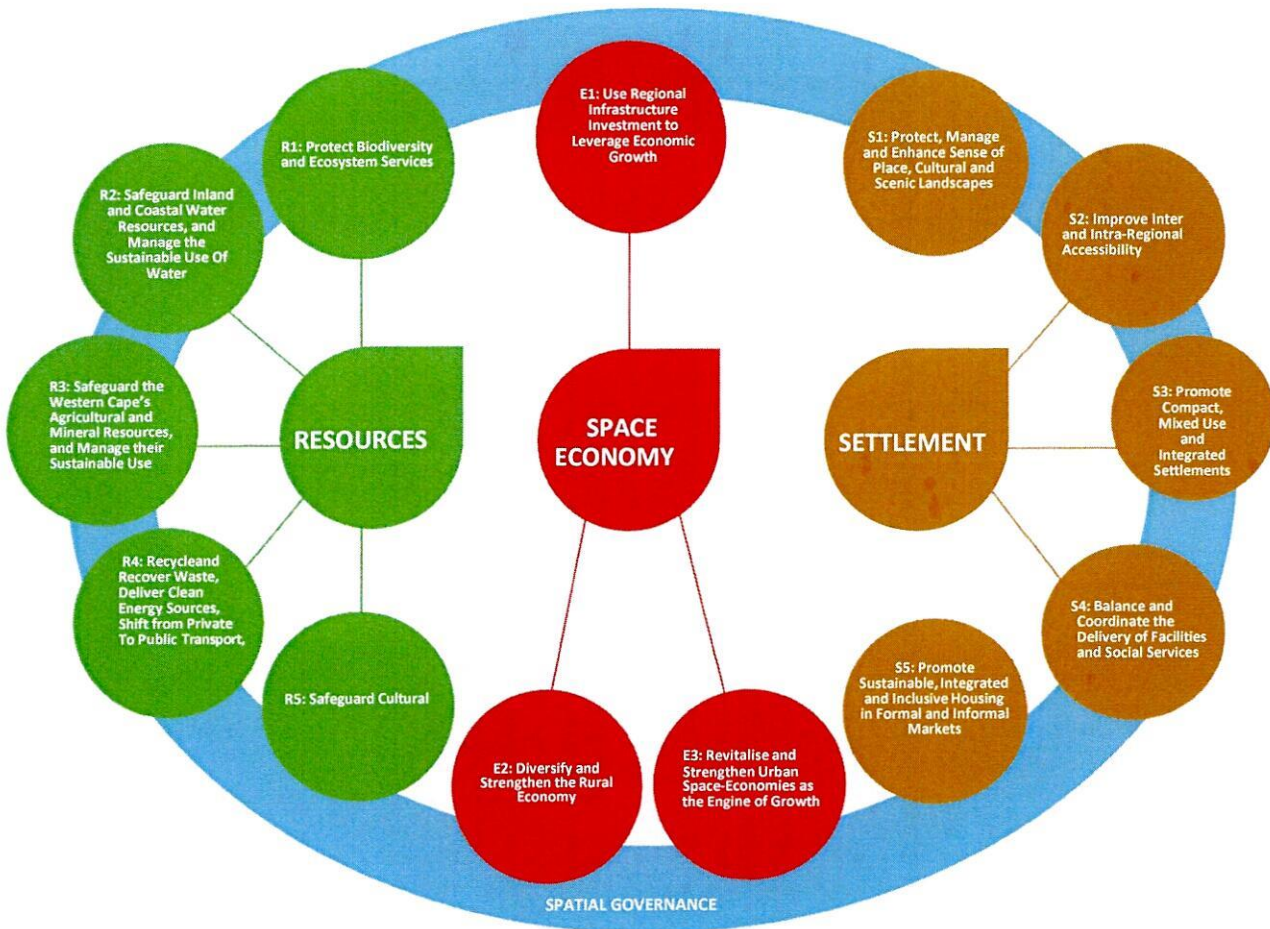 R1: Protect Biodiversity
and Ecosystem Services
R2: Safeguard Inland
and Coastal Water
Resources, and
Manage the
Sustainable Use Of
Water
R3: Safeguard the
Western Cape's
Agricultural and
Mineral Resources,
and Manage their
Sustainable Use
R4: Recycleand
Recover Waste,
Deliver Clean
Energy Sources,
Shift from Private
To Public Transport,
R5: Safeguard Cultural
RESOURCES
E1: Use Regional
Infrastructure
Investment to
Leverage Economic
Growth
SPACE
ECONOMY
E2: Diversify and
Strengthen the Rural
Economy
E3: Revitalise and
Strengthen Urban
Space-Economies as
the Engine of Growth
S1: Protect, Manage
and Enhance Sense of
Place, Cultural and
Scenic Landscapes
S2: Improve Inter
and Intra-Regional
Accessibility
S3: Promote
Compact,
Mixed Use
and
Integrated
Settlements
SETTLEMENT
S4: Balance and
Coordinate the
Delivery of Facilities
and Social Services
S5: Promote
Sustainable, Integrated
and Inclusive Housing
in Formal and Informal
Markets
SPATIAL GOVERNANCE